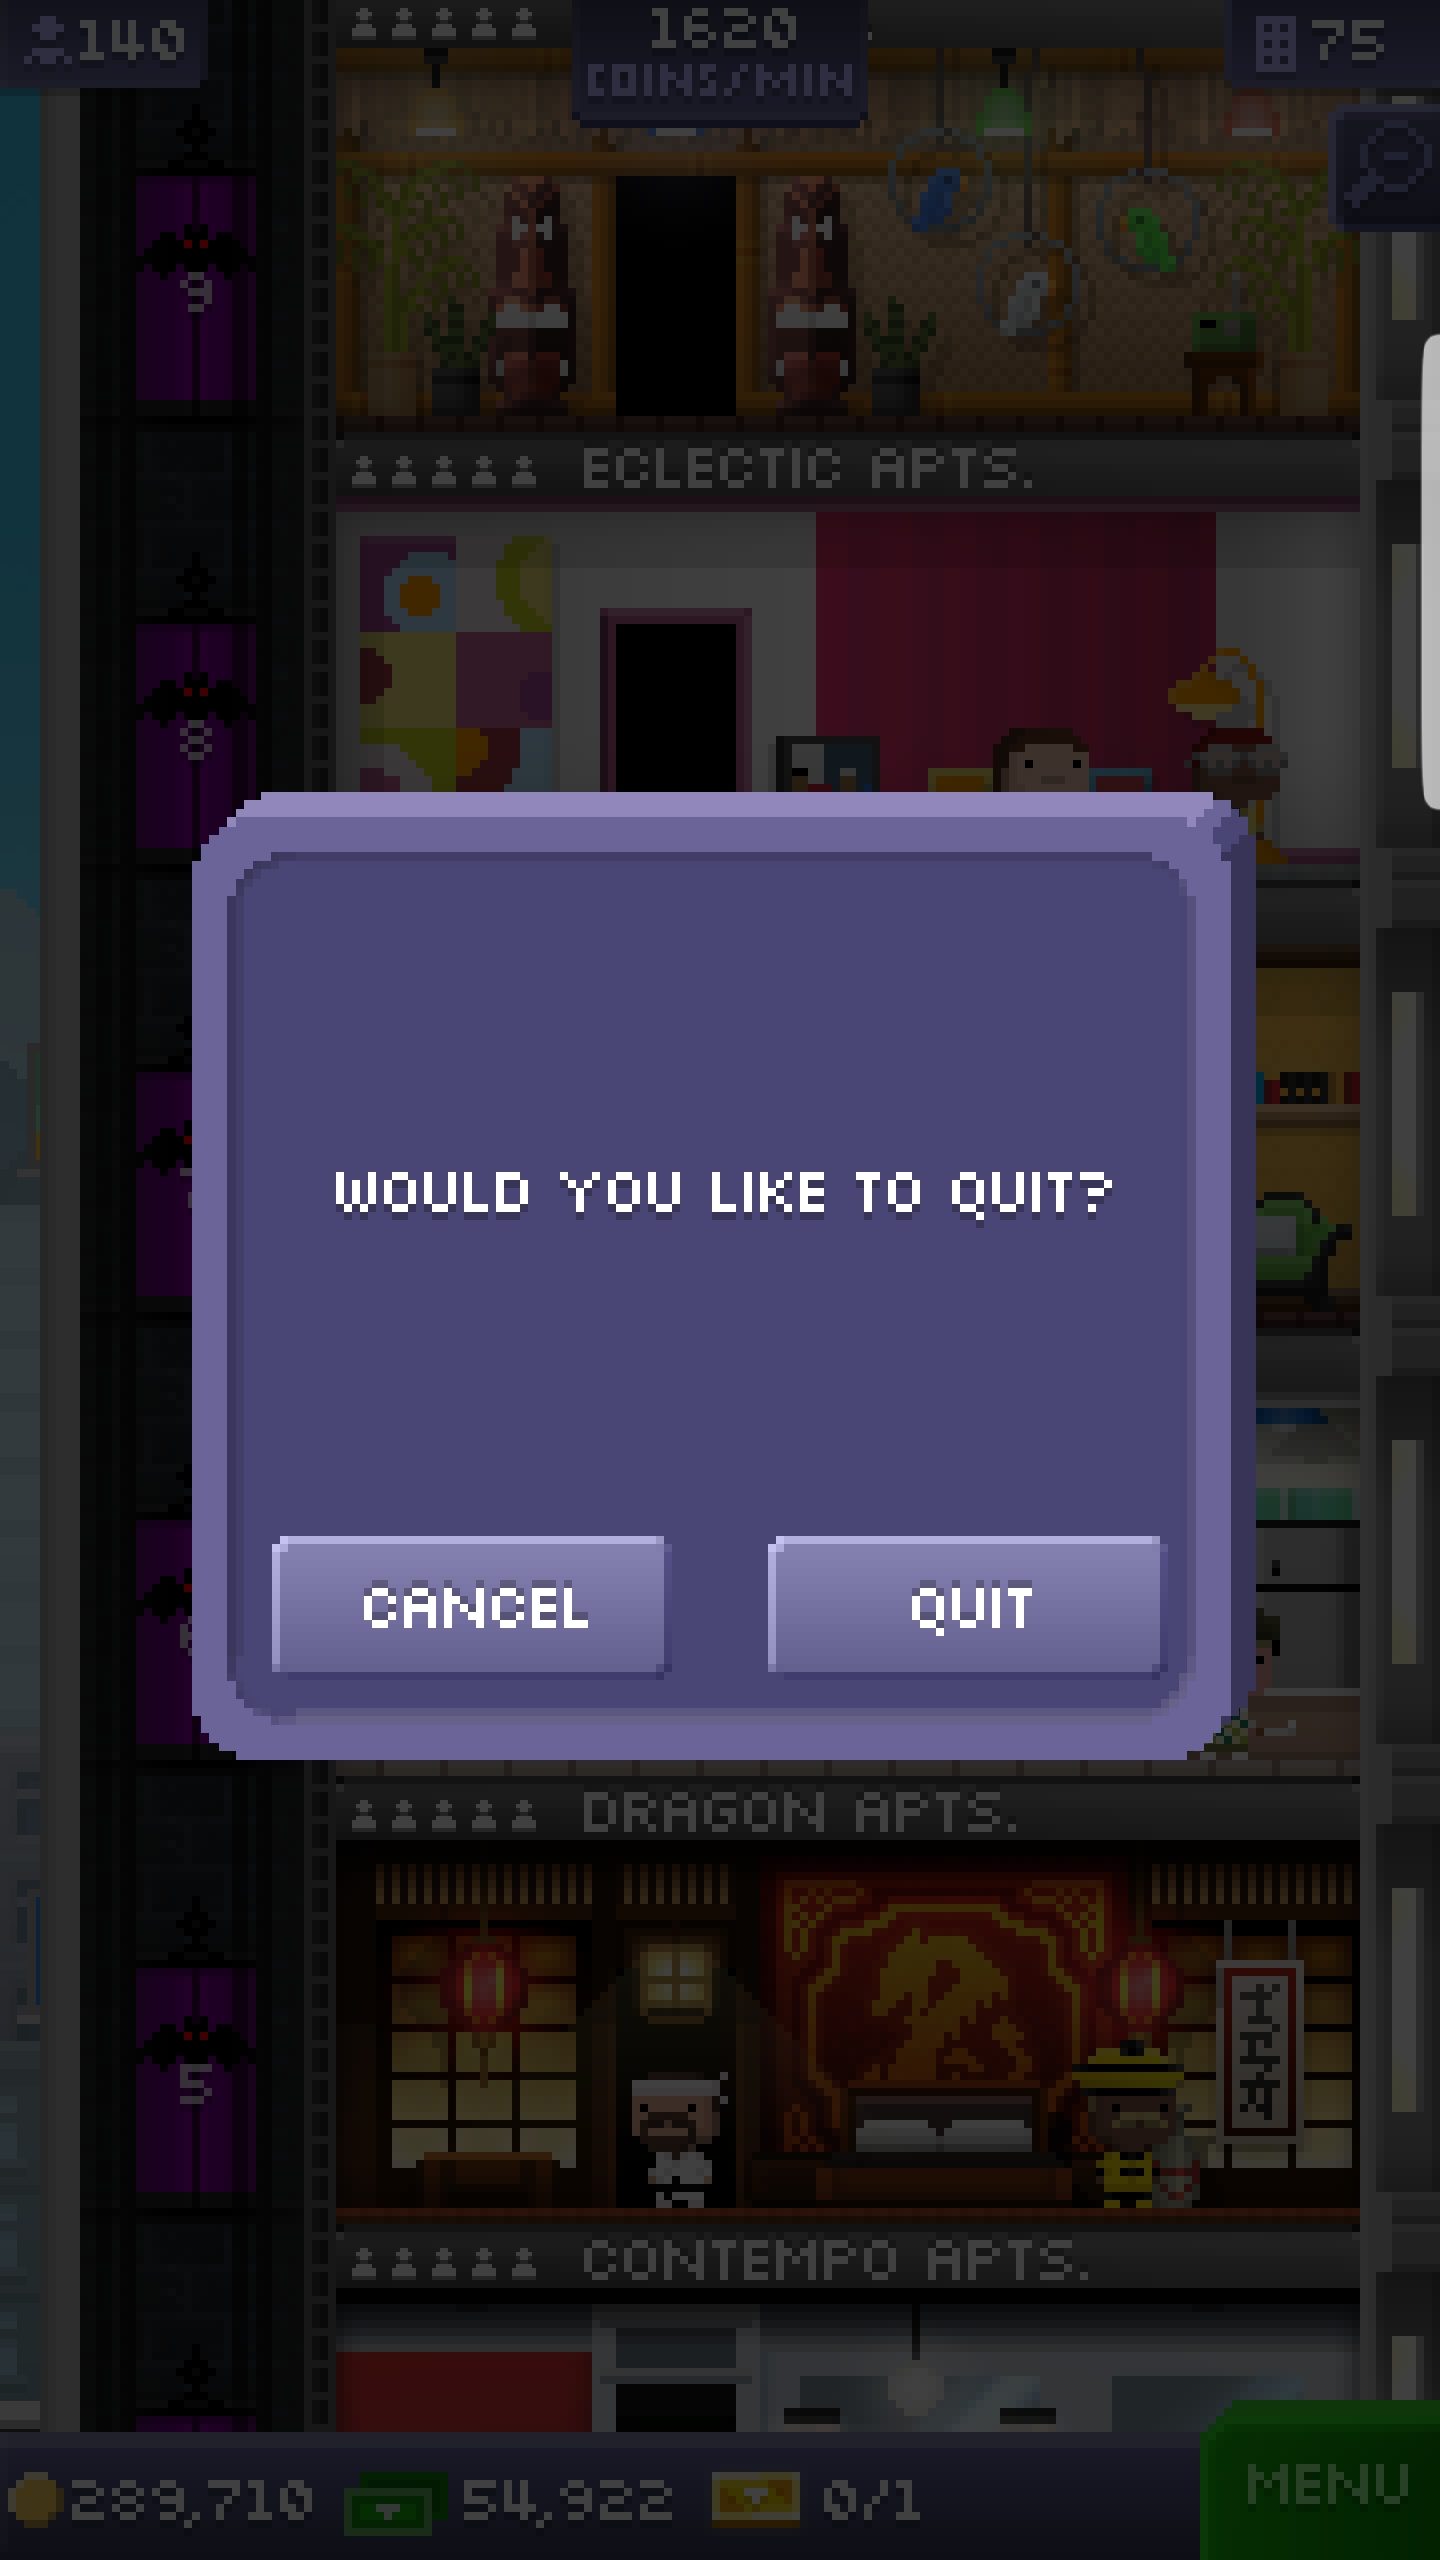 140
1620
COINS/MIN
75
9
ECLECTIC APTS.
8
WOULD YOU LIKE TO QUIT?
CANCEL
QUIT
DRAGON APTS.
5
CONTEMPO APTS.
289,710
54,922
0/1
MENU